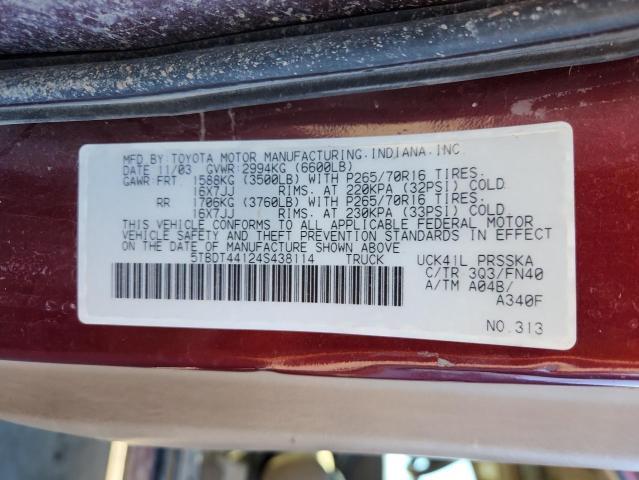 MFD.BY TOYOTA MOTOR MANUFACTURING.INDIANA.INC.
DATE 11/03 GVWR 2994KG (6600LB)
GAWR FRT 1588KG (3500LB) WITH P265/70R16 TIRES.
16X7JJ RIMS. AT 220KPA (32PSI) COLD
RR 1706KG (3760LB) WITH P265/70R16 TIRES.
16X7JJ RIMS. AT 230KPA (33PSI) COLD
THIS VEHICLE CONFORMS TO ALL APPLICABLE FEDERAL MOTOR
VEHICLE SAFETY AND THEFT PREVENTION STANDARDS IN EFFECT
ON THE DATE OF MANUFACTURE SHOWN ABOVE
5TBDT44124S438114 TRUCK UCK41L PRSSKA
C/TR 3Q3/FN40
A/TM A04B/
A340F
NO.313